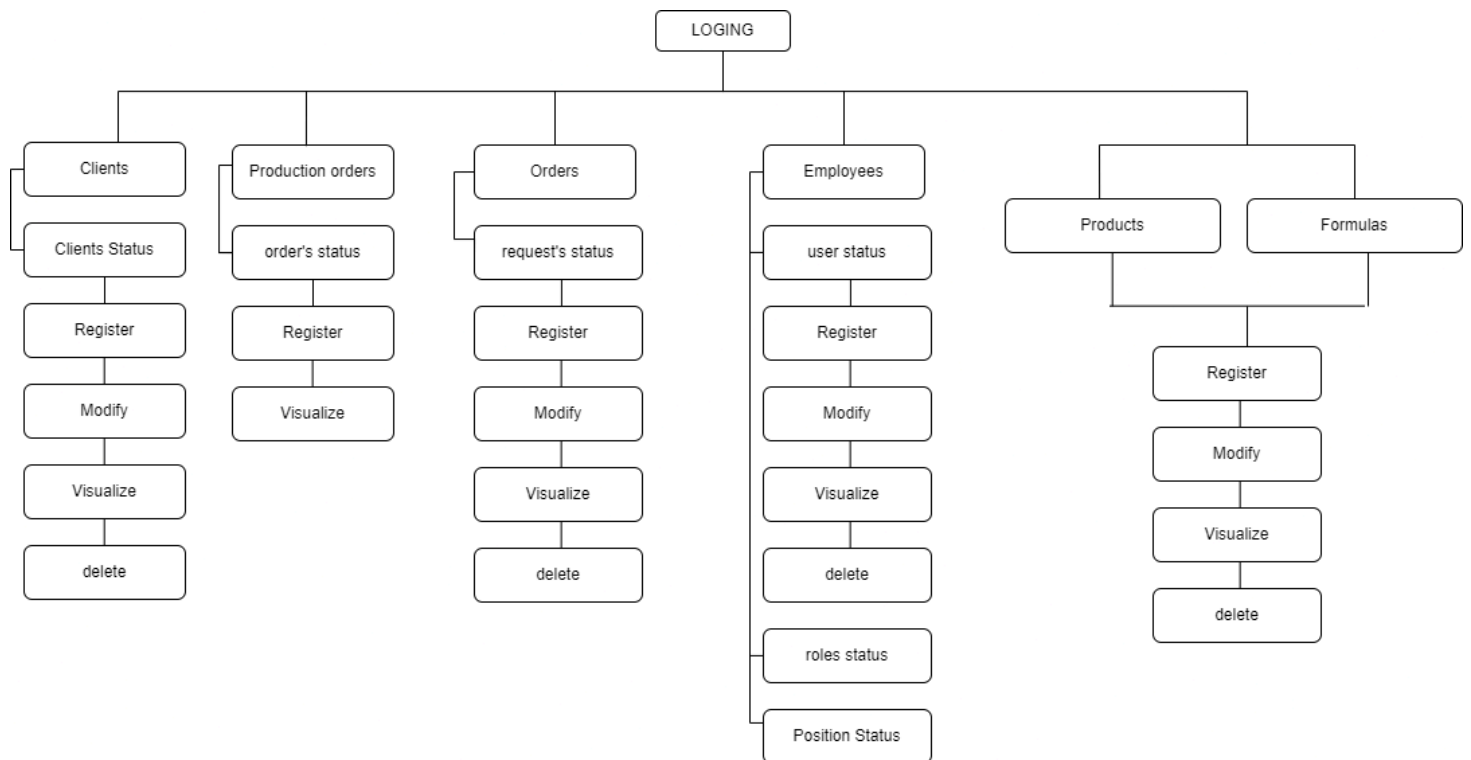 LOGING
Clients
Production orders
Orders
Employees
Products
Formulas
Clients Status
order's status
request's status
user status
Register
Register
Register
Register
Register
Modify
Visualize
Modify
Modify
Modify
Visualize
Visualize
Visualize
Visualize
delete
delete
delete
delete
roles status
Position Status